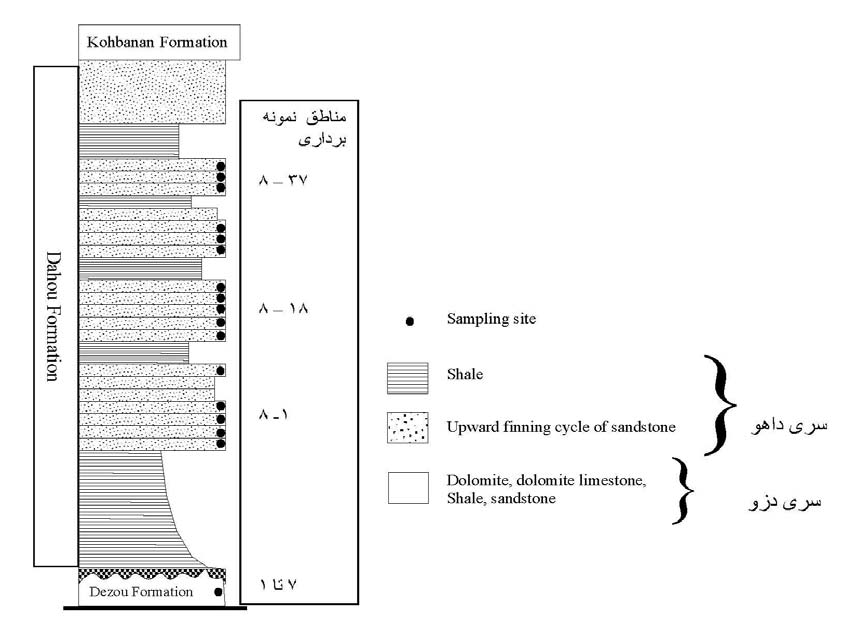 Kohbanan Formation
Dahou Formation
مناطق نمونه
برداری
۸ – ۳۷
۸ – ۱۸
۸ ـ ۱
۷ تا ۱
Dezou Formation
Sampling site
Shale
Upward finning cycle of sandstone
سری داهو
Dolomite, dolomite limestone,
Shale, sandstone
سری دزو